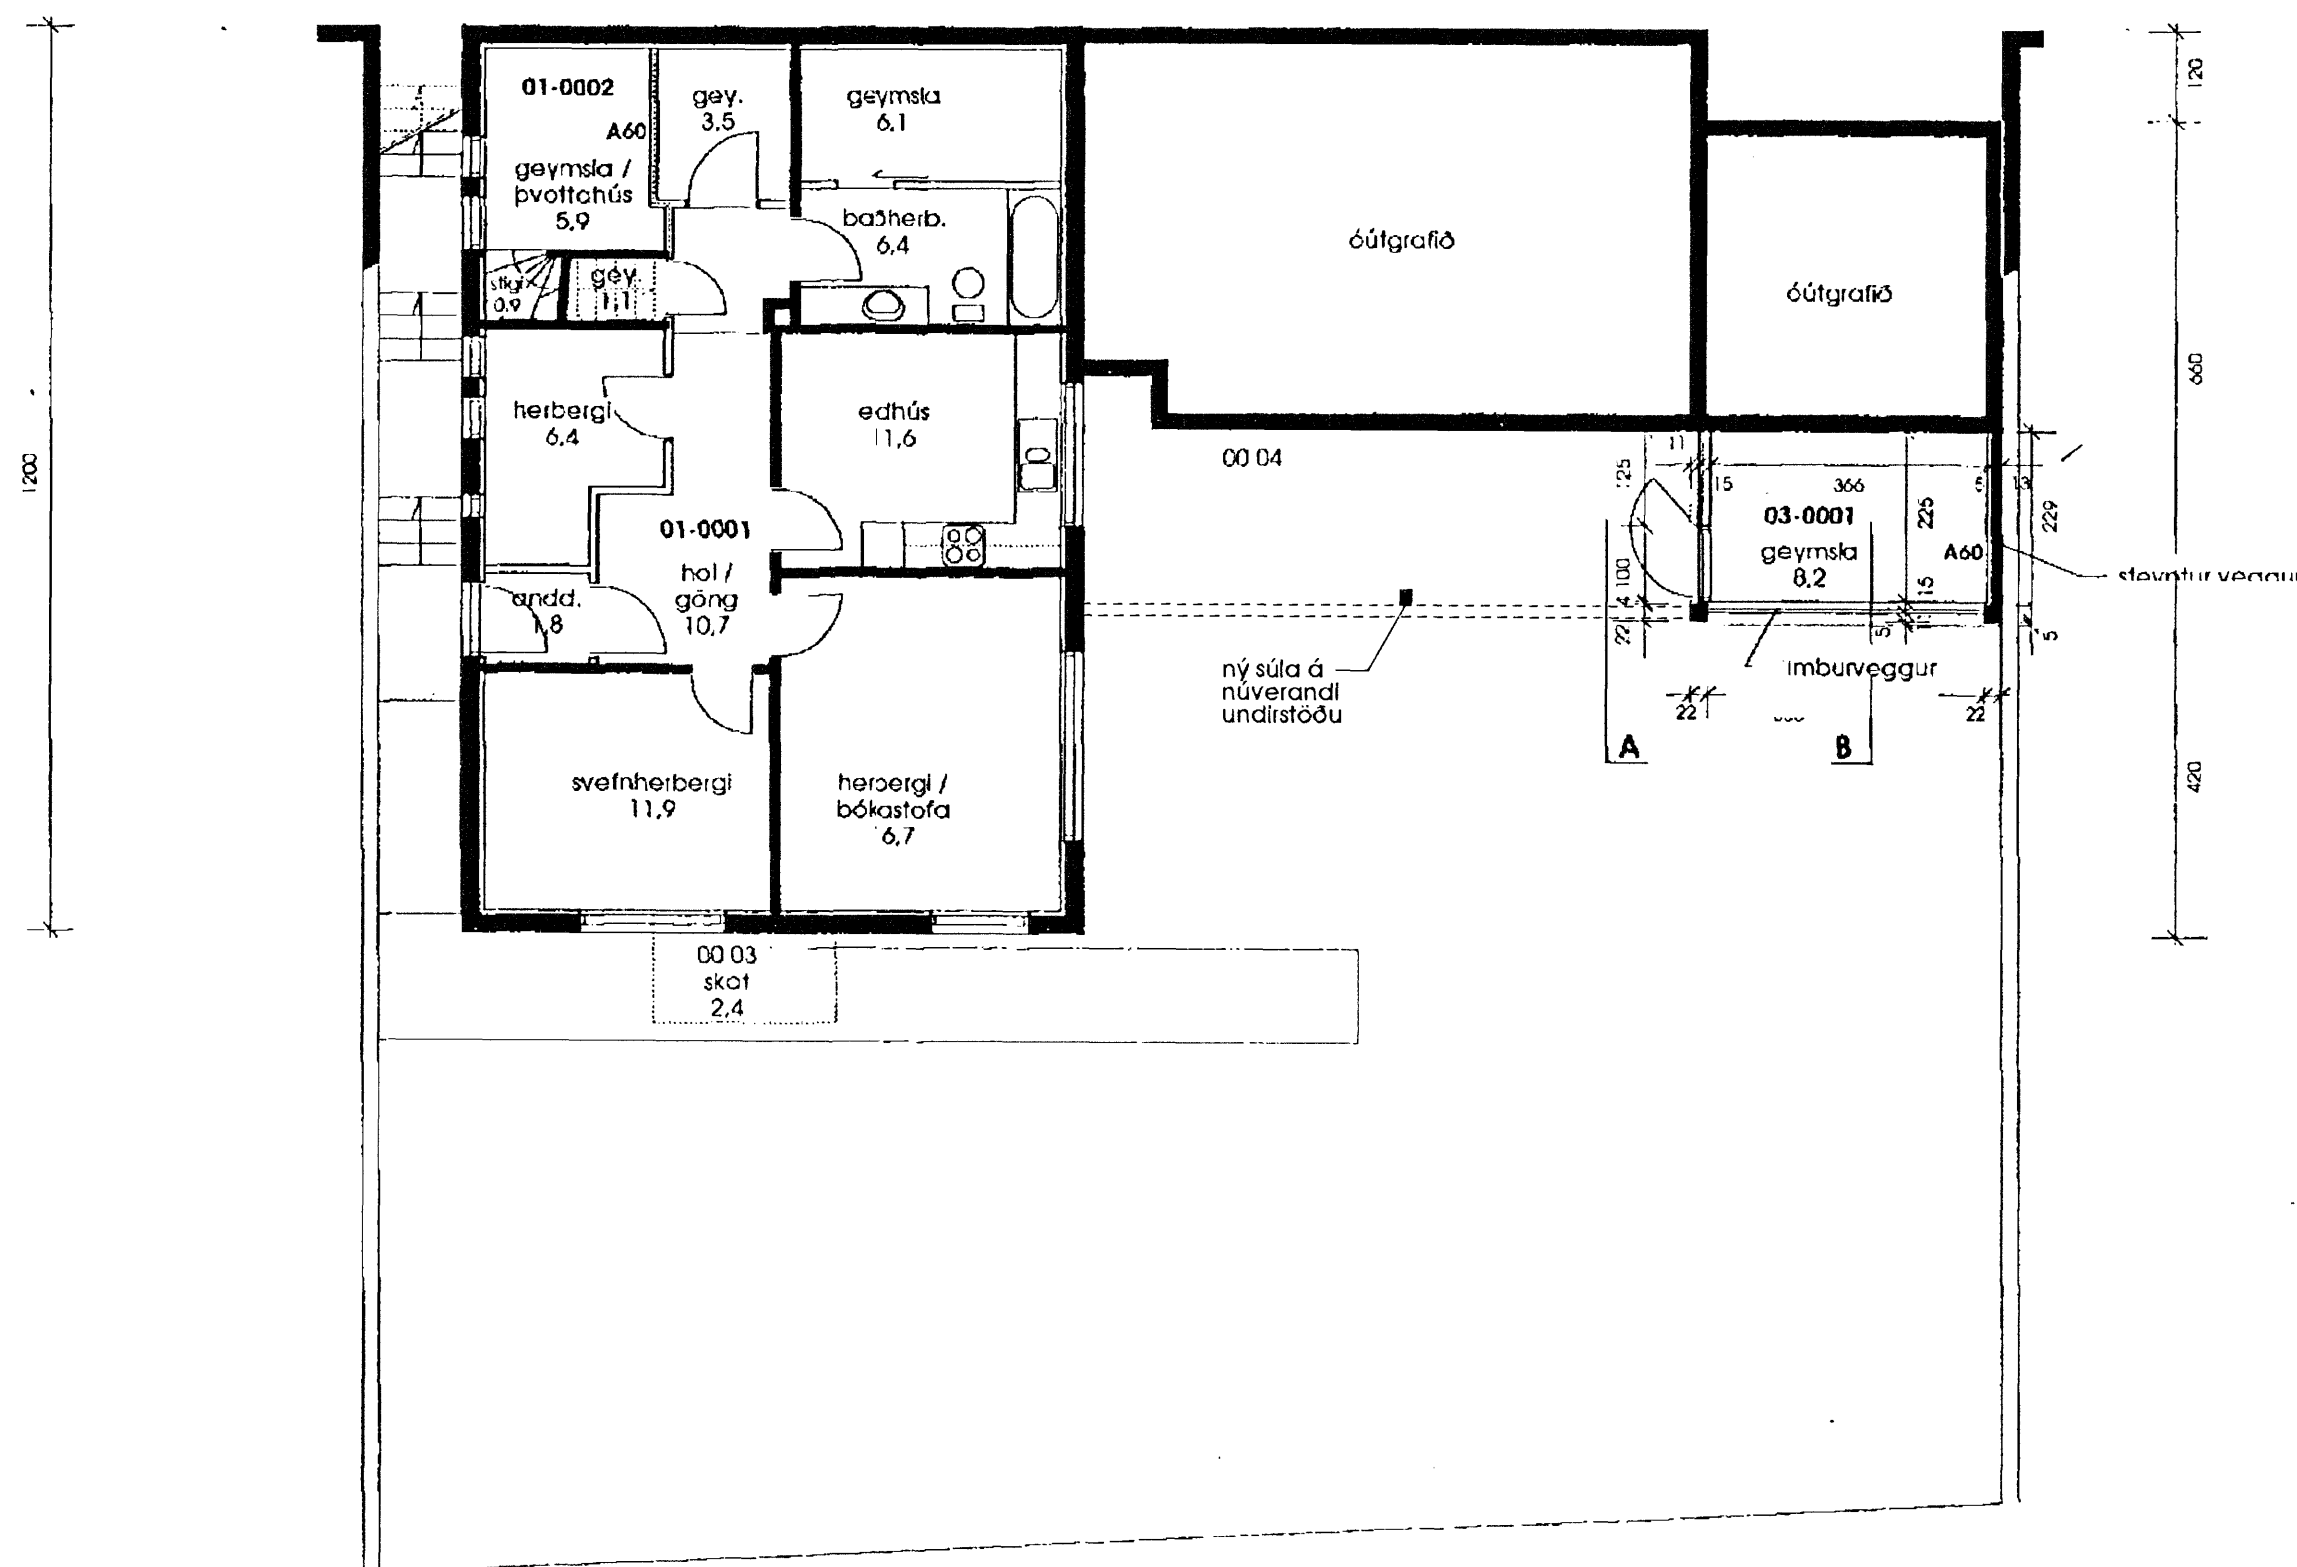 01-0002
A60
geymsla /
þvottahús
5,9
gey.
3,5
geymsla
6,1
baðherb.
6,4
stigi
0,9
gey.
1,1
herbergi
6,4
edhús
11,6
01-0001
hol /
göng
10,7
andd.
1,8
svefnherbergi
11,9
herbergi /
bókastofa
6,7
00 03
skot
2,4
óútgrafið
óútgrafið
00 04
ný súla á
núverandi
undirstöðu
03-0001
geymsla
8,2
A60
steyptur veggur
imburveggur
A
B
1200
120
660
420
11
125
15
366
13
225
229
100
4
22
15
5
5
22
22